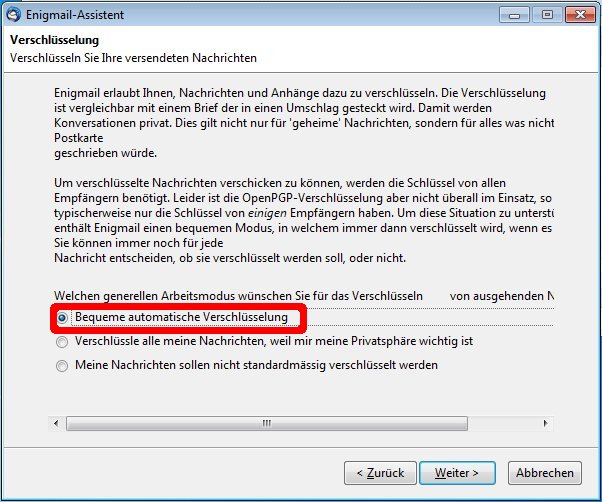 Enigmail-Assistent
Verschlüsselung
Verschlüsseln Sie Ihre versendeten Nachrichten
Enigmail erlaubt Ihnen, Nachrichten und Anhänge dazu zu verschlüsseln. Die Verschlüsselung
ist vergleichbar mit einem Brief der in einen Umschlag gesteckt wird. Damit werden
Konversationen privat. Dies gilt nicht nur für 'geheime' Nachrichten, sondern für alles was nicht
Postkarte
geschrieben würde.
Um verschlüsselte Nachrichten verschicken zu können, werden die Schlüssel von allen
Empfängern benötigt. Leider ist die OpenPGP-Verschlüsselung aber nicht überall im Einsatz, so
typischerweise nur die Schlüssel von einigen Empfängern haben. Um diese Situation zu unterstü
enthält Enigmail einen bequemen Modus, in welchem immer dann verschlüsselt wird, wenn es
Sie können immer noch für jede
Nachricht entscheiden, ob sie verschlüsselt werden soll, oder nicht.
Welchen generellen Arbeitsmodus wünschen Sie für das Verschlüsseln von ausgehenden N
Bequeme automatische Verschlüsselung
Verschlüssle alle meine Nachrichten, weil mir meine Privatsphäre wichtig ist
Meine Nachrichten sollen nicht standardmässig verschlüsselt werden
< Zurück Weiter > Abbrechen